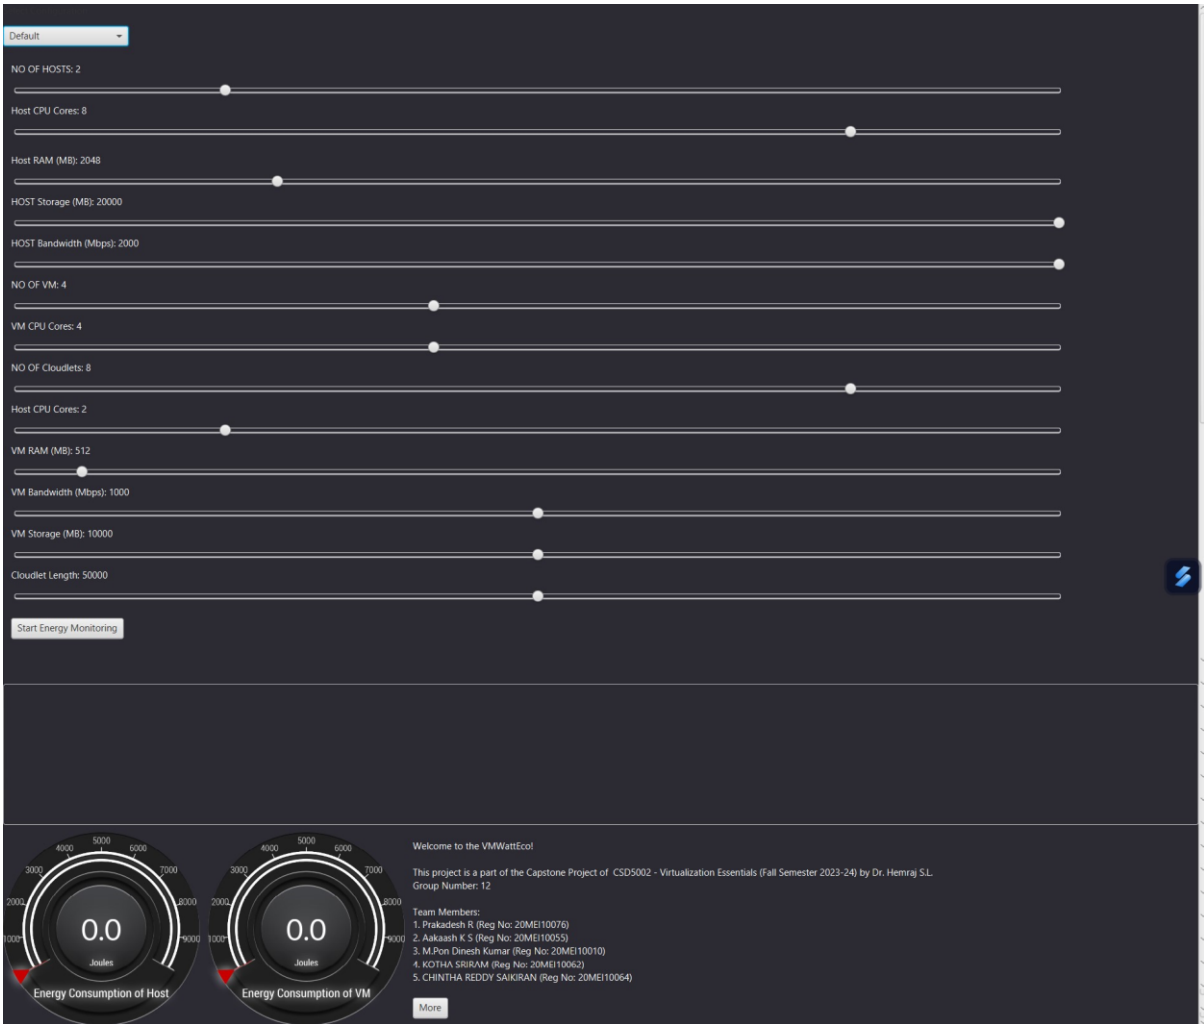 Default
NO OF HOSTS: 2
Host CPU Cores: 8
Host RAM (MB): 2048
HOST Storage (MB): 20000
HOST Bandwidth (Mbps): 2000
NO OF VM: 4
VM CPU Cores: 4
NO OF Cloudlets: 8
Host CPU Cores: 2
VM RAM (MB): 512
VM Bandwidth (Mbps): 1000
VM Storage (MB): 10000
Cloudlet Length: 50000
Start Energy Monitoring
1000 2000 3000 4000 5000 6000 7000 8000 9000
0.0
Joules
Energy Consumption of Host
1000 2000 3000 4000 5000 6000 7000 8000 9000
0.0
Joules
Energy Consumption of VM
Welcome to the VMWattEco!
This project is a part of the Capstone Project of CSD5002 - Virtualization Essentials (Fall Semester 2023-24) by Dr. Hemraj S.L.
Group Number: 12
Team Members:
1. Prakadesh R (Reg No: 20MEI10076)
2. Aakaash K S (Reg No: 20MEI10055)
3. M.Pon Dinesh Kumar (Reg No: 20MEI10010)
4. KOTHA SRIRAM (Reg No: 20MEI10062)
5. CHINTHA REDDY SAIKIRAN (Reg No: 20MEI10064)
More